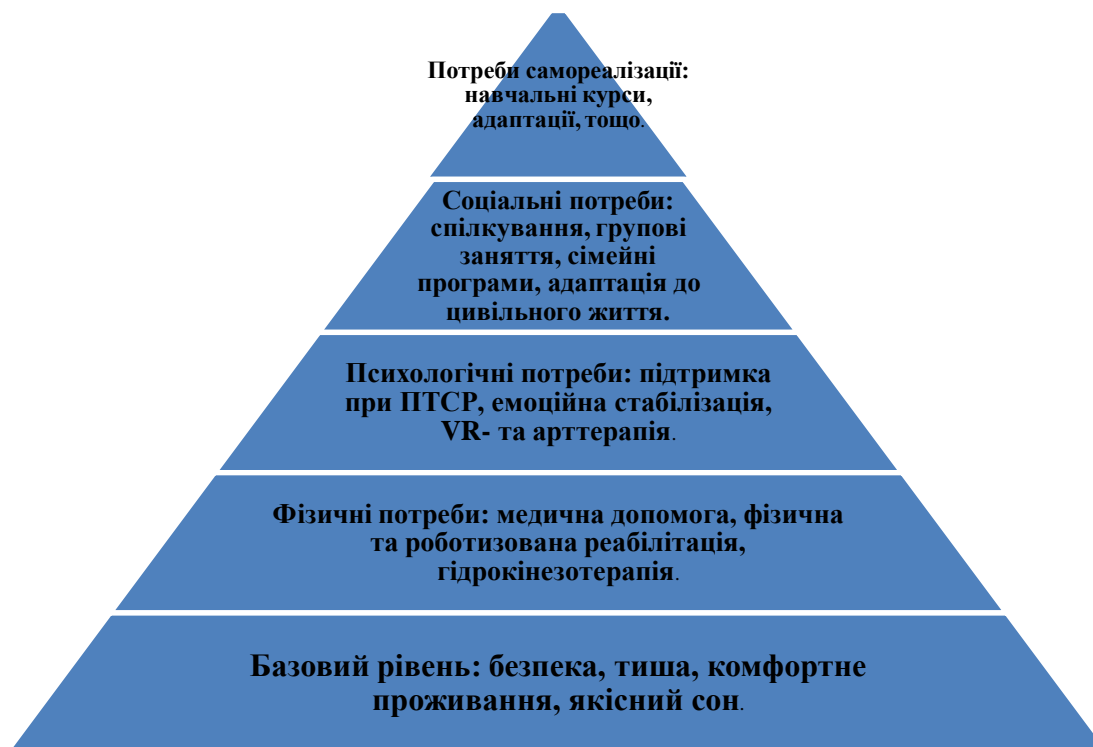 Потреби самореалізації:
навчальні курси,
адаптації, тощо.
Соціальні потреби:
спілкування, групові
заняття, сімейні
програми, адаптація до
цивільного життя.
Психологічні потреби: підтримка
при ПТСР, емоційна стабілізація,
VR- та арттерапія.
Фізичні потреби: медична допомога, фізична
та роботизована реабілітація,
гідрокінезотерапія.
Базовий рівень: безпека, тиша, комфортне
проживання, якісний сон.